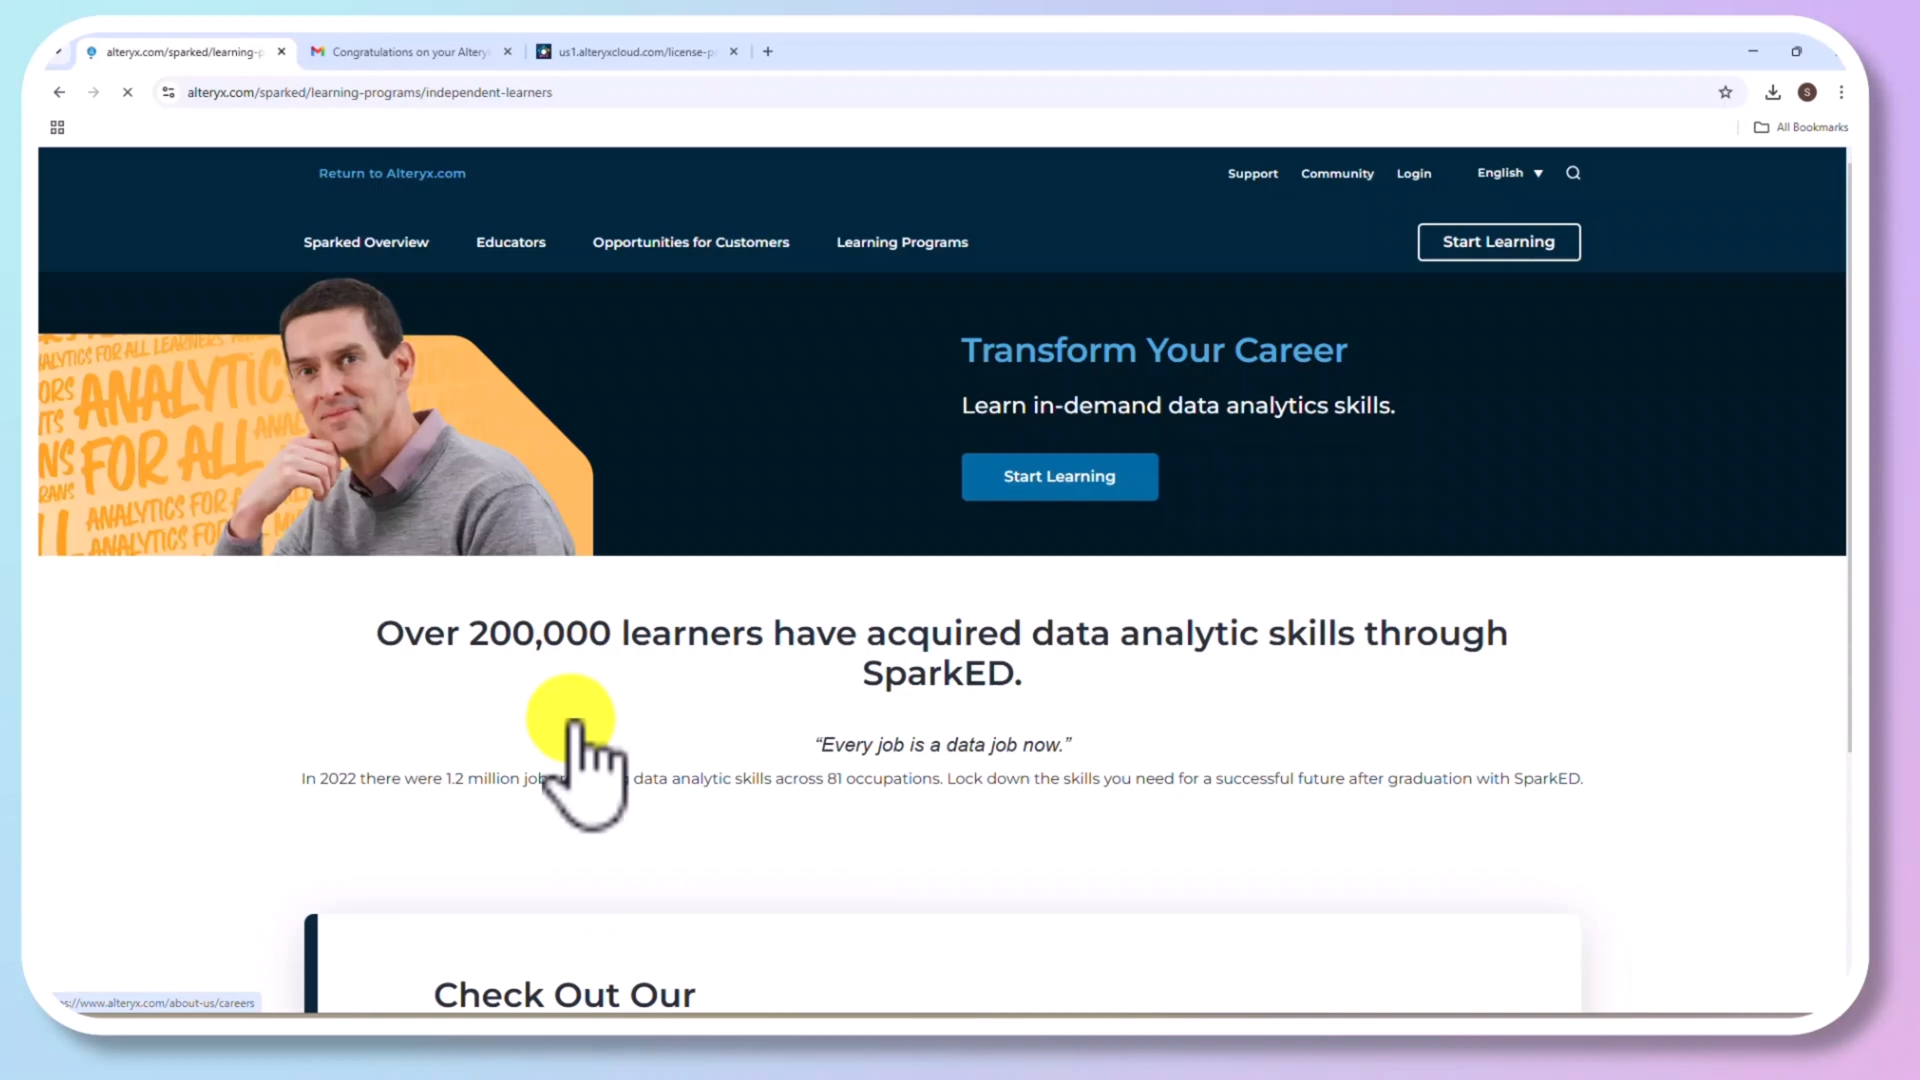 alteryx.com/sparked/learning-p
Congratulations on your Altery
us1.alteryxcloud.com/license-p
alteryx.com/sparked/learning-programs/independent-learners
S
All Bookmarks
Return to Alteryx.com
Support
Community
Login
English
Sparked Overview
Educators
Opportunities for Customers
Learning Programs
Start Learning
ANALYTICS FOR ALL
Transform Your Career
Learn in-demand data analytics skills.
Start Learning
Over 200,000 learners have acquired data analytic skills through
SparkED.
“Every job is a data job now.”
In 2022 there were 1.2 million data analytic skills across 81 occupations. Lock down the skills you need for a successful future after graduation with SparkED.
Check Out Our
s://www.alteryx.com/about-us/careers